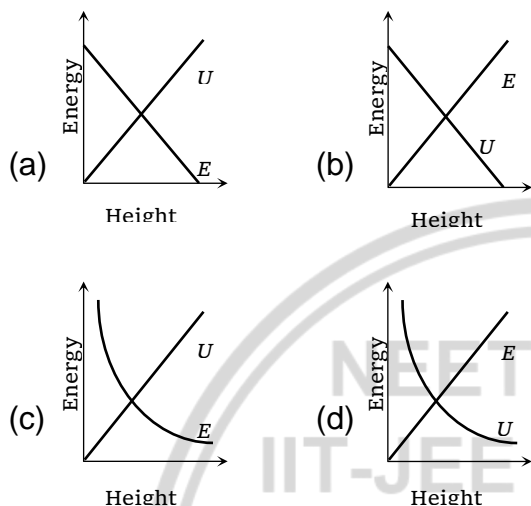 (a) Energy U E Height
(b) Energy E U Height
(c) Energy U E Height
(d) Energy E U Height
NEET
IIT-JEE